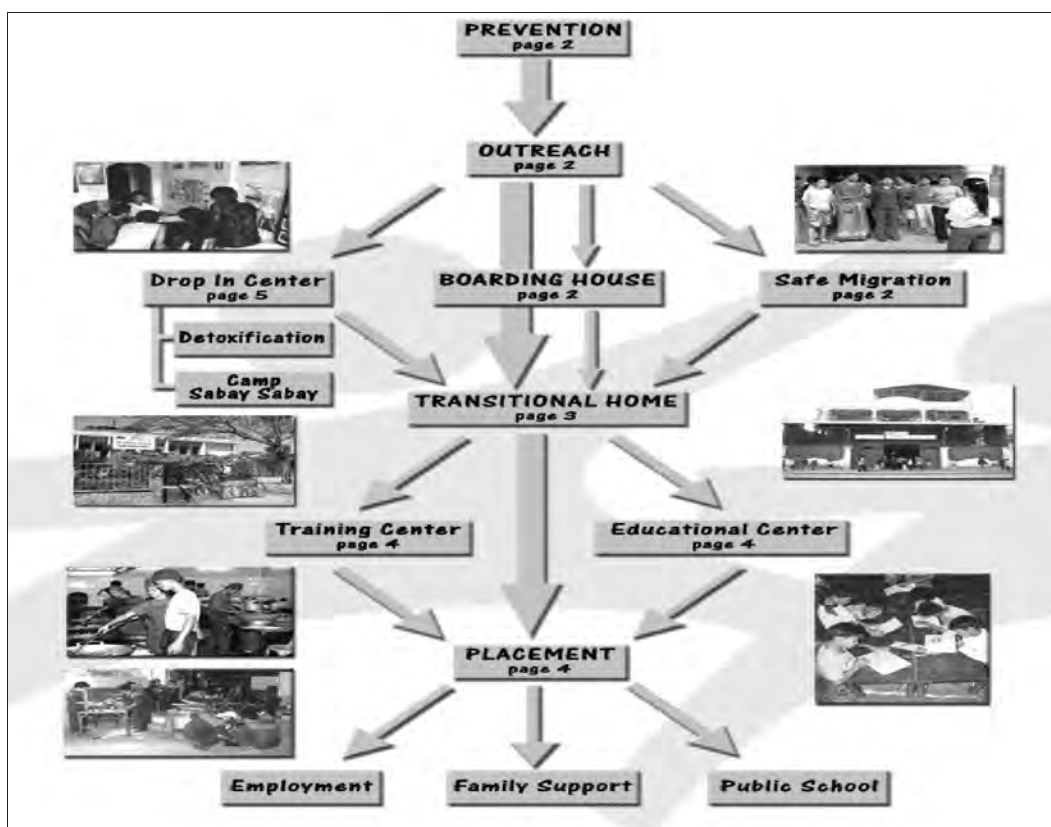 PREVENTION
page 2
OUTREACH
page 2
Drop In Center
page 5
BOARDING HOUSE
page 2
Safe Migration
page 2
Detoxification
Camp
Sabay Sabay
TRANSITIONAL HOME
page 3
Training Center
page 4
Educational Center
page 4
PLACEMENT
page 4
Employment
Family Support
Public School